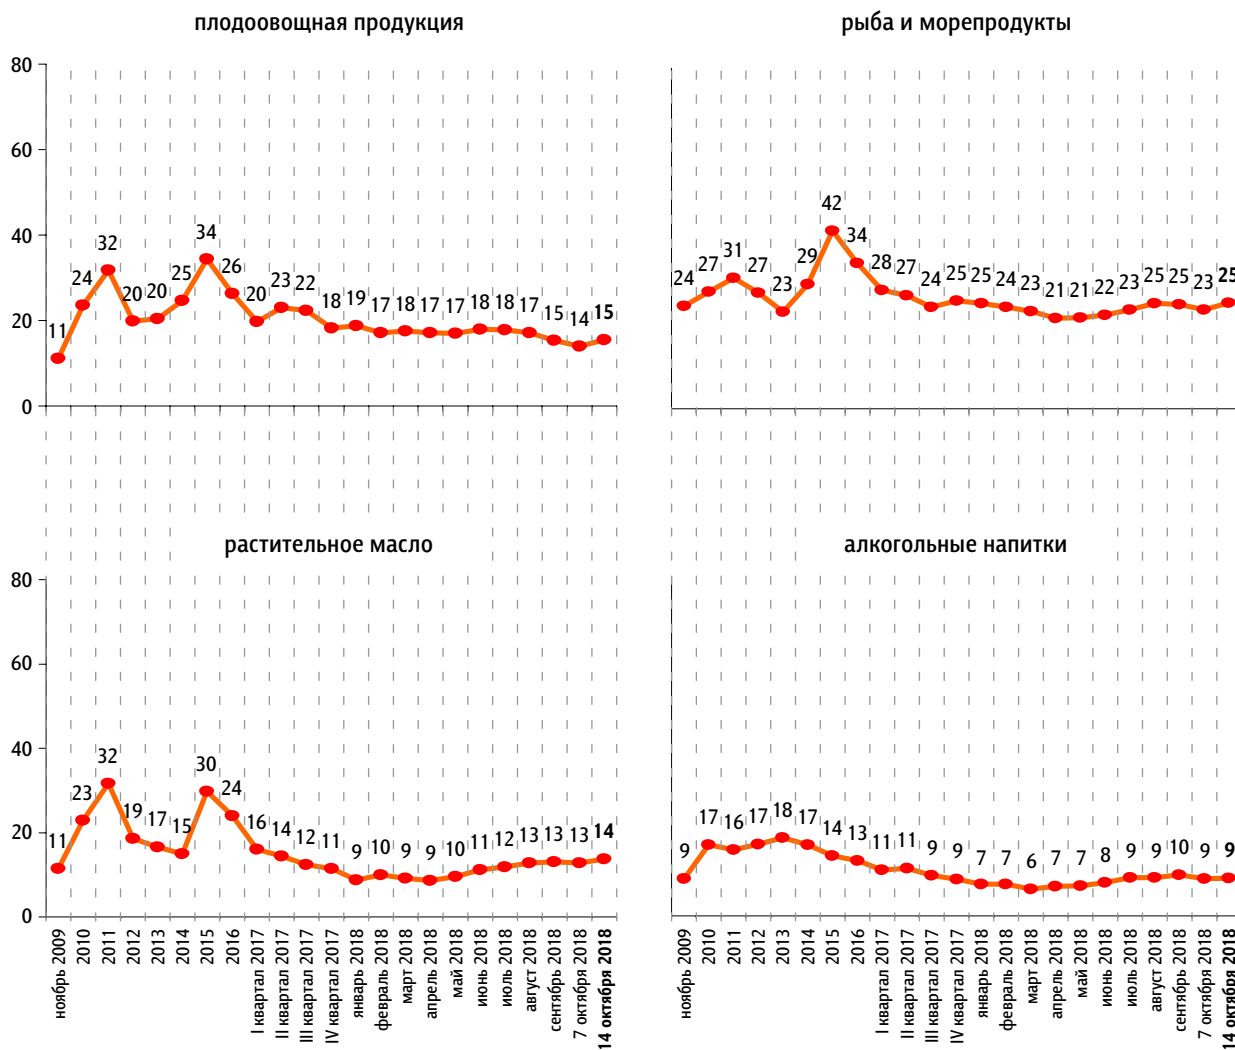 плодоовощная продукция
80
60
40
20
0
11 24 32 20 20 25 34 26 20 23 22 18 19 17 18 17 17 18 18 17 15 14 15
рыба и морепродукты
24 27 31 27 23 29 42 34 28 27 24 25 25 24 23 21 21 22 23 25 25 23 25
растительное масло
80
60
40
20
0
11 23 32 19 17 15 30 24 16 14 12 11 9 10 9 9 10 11 12 13 13 13 14
ноябрь 2009
2010
2011
2012
2013
2014
2015
2016
I квартал 2017
II квартал 2017
III квартал 2017
IV квартал 2017
январь 2018
февраль 2018
март 2018
апрель 2018
май 2018
июнь 2018
июль 2018
август 2018
сентябрь 2018
7 октября 2018
14 октября 2018
алкогольные напитки
9 17 16 17 18 17 14 13 11 11 9 9 7 7 6 7 7 8 9 9 10 9 9
ноябрь 2009
2010
2011
2012
2013
2014
2015
2016
I квартал 2017
II квартал 2017
III квартал 2017
IV квартал 2017
январь 2018
февраль 2018
март 2018
апрель 2018
май 2018
июнь 2018
июль 2018
август 2018
сентябрь 2018
7 октября 2018
14 октября 2018